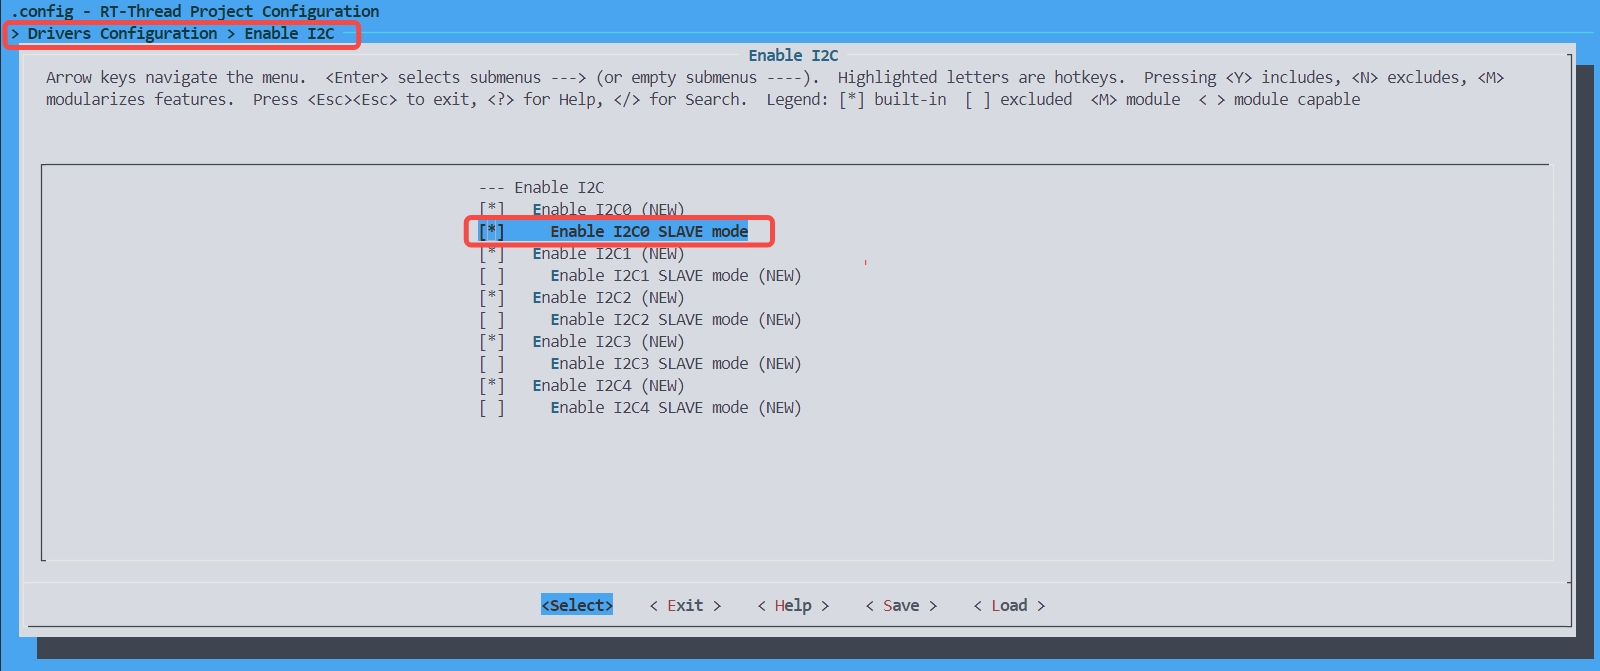 .config - RT-Thread Project Configuration
> Drivers Configuration > Enable I2C
Enable I2C
Arrow keys navigate the menu.  <Enter> selects submenus ---> (or empty submenus ----).  Highlighted letters are hotkeys.  Pressing <Y> includes, <N> excludes, <M>
modularizes features.  Press <Esc><Esc> to exit, <?> for Help, </> for Search.  Legend: [*] built-in  [ ] excluded  <M> module  < > module capable
--- Enable I2C
[*]   Enable I2C0 (NEW)
[*]     Enable I2C0 SLAVE mode
[*]   Enable I2C1 (NEW)
[ ]     Enable I2C1 SLAVE mode (NEW)
[*]   Enable I2C2 (NEW)
[ ]     Enable I2C2 SLAVE mode (NEW)
[*]   Enable I2C3 (NEW)
[ ]     Enable I2C3 SLAVE mode (NEW)
[*]   Enable I2C4 (NEW)
[ ]     Enable I2C4 SLAVE mode (NEW)
<Select>    < Exit >    < Help >    < Save >    < Load >